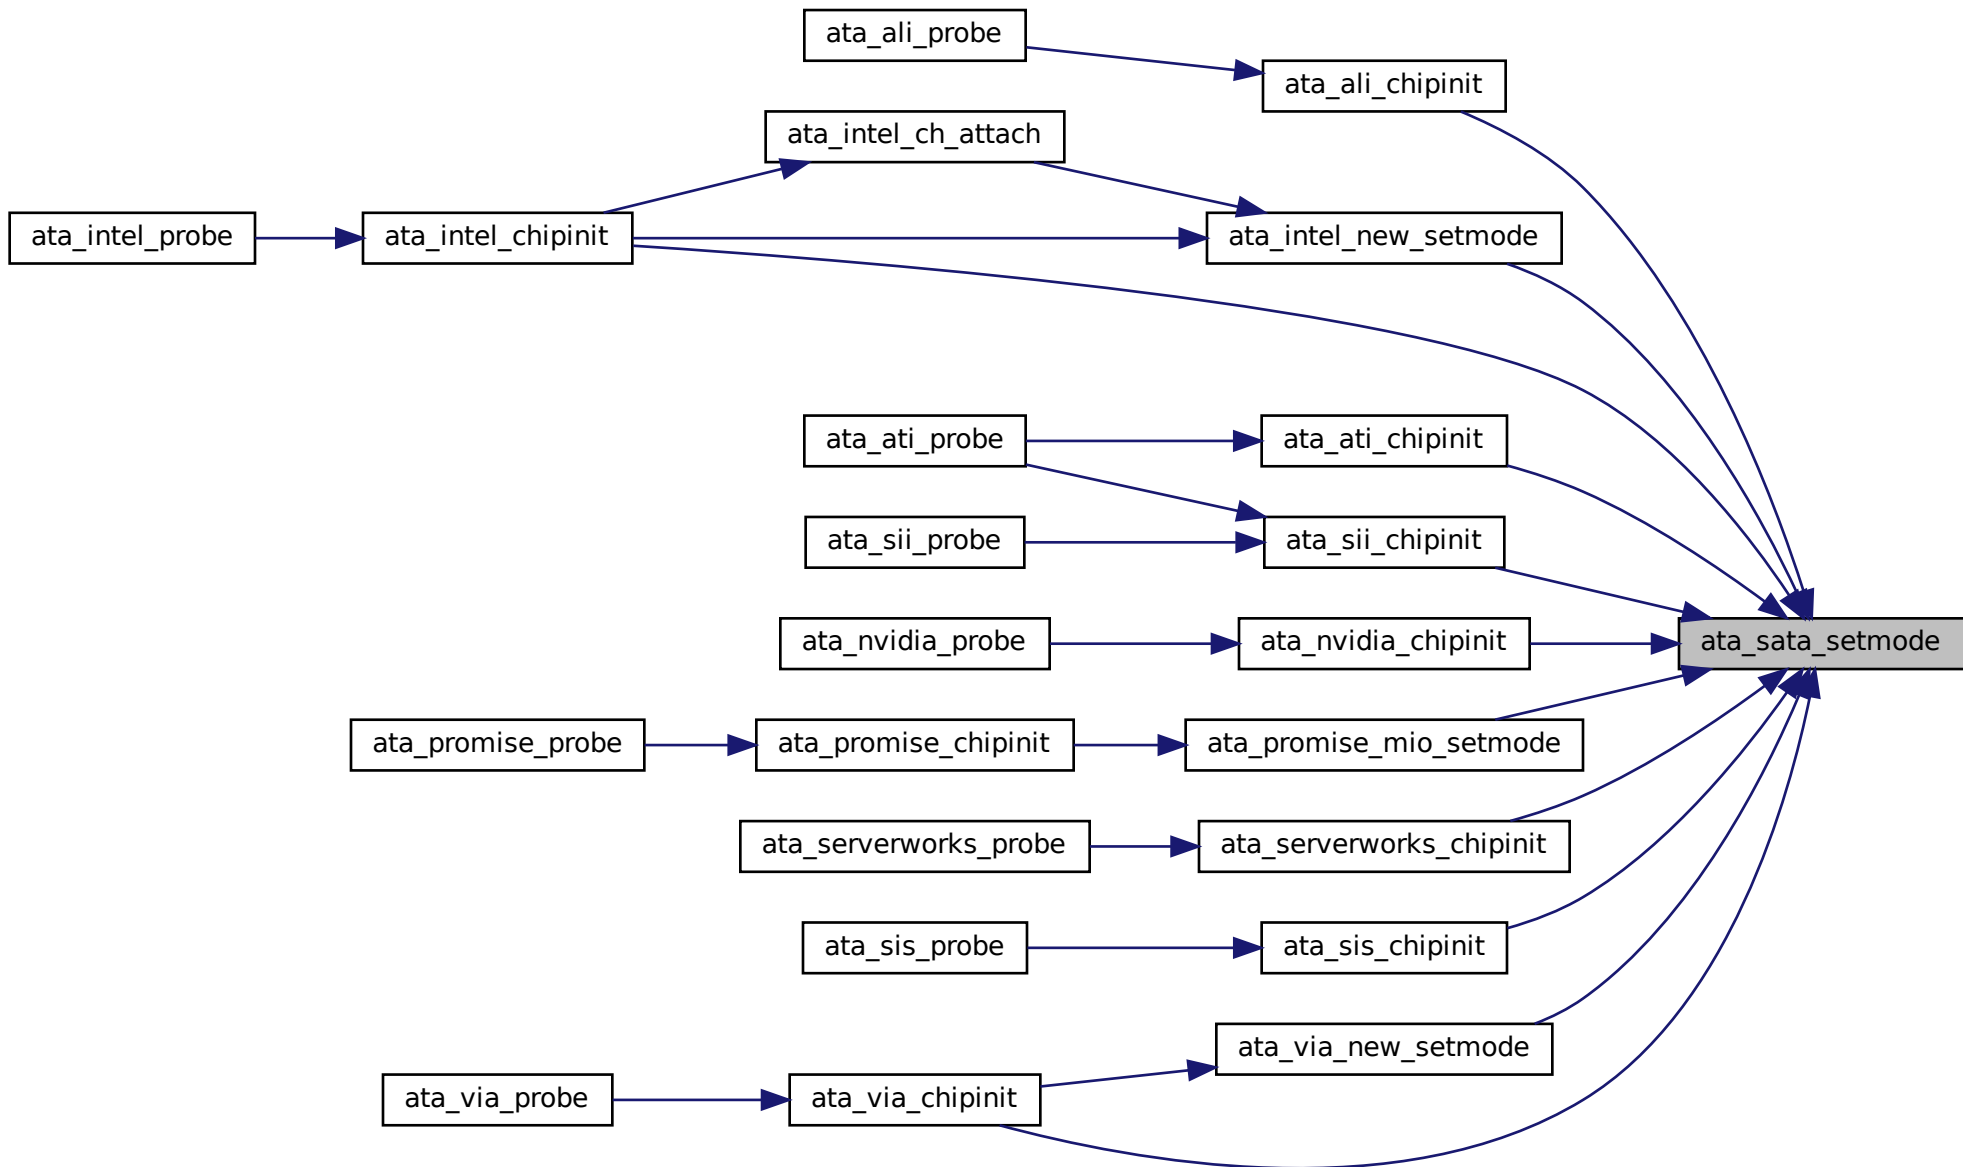 ata_ali_probe
ata_ali_chipinit
ata_intel_ch_attach
ata_intel_probe
ata_intel_chipinit
ata_intel_new_setmode
ata_ati_probe
ata_ati_chipinit
ata_sii_probe
ata_sii_chipinit
ata_nvidia_probe
ata_nvidia_chipinit
ata_sata_setmode
ata_promise_probe
ata_promise_chipinit
ata_promise_mio_setmode
ata_serverworks_probe
ata_serverworks_chipinit
ata_sis_probe
ata_sis_chipinit
ata_via_new_setmode
ata_via_probe
ata_via_chipinit